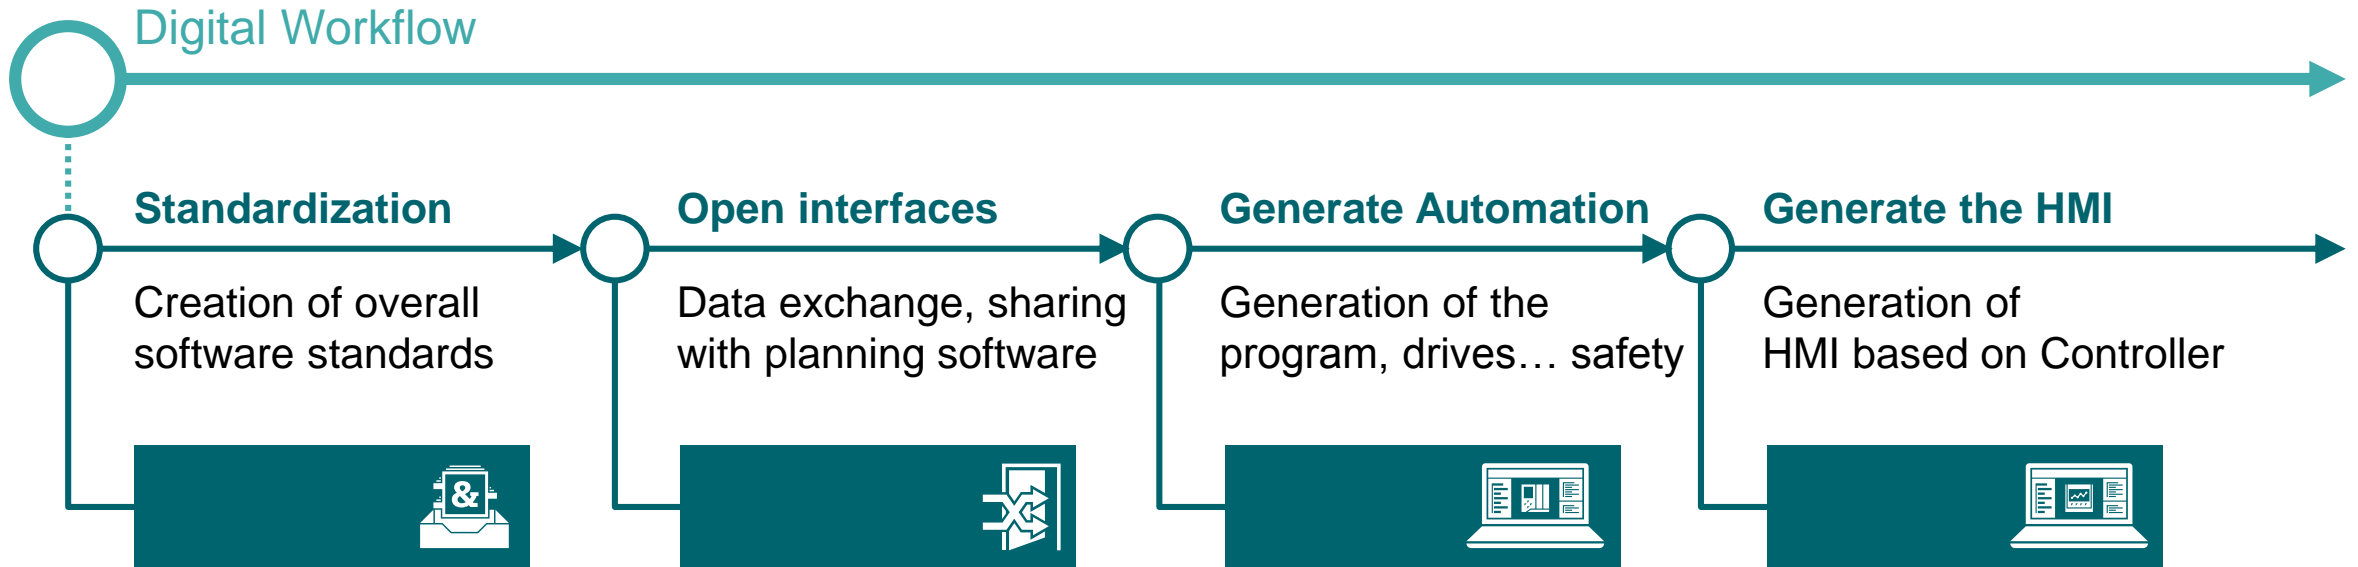 Digital Workflow
Standardization
Creation of overall
software standards
&
Open interfaces
Data exchange, sharing
with planning software
Generate Automation
Generation of the
program, drives… safety
Generate the HMI
Generation of
HMI based on Controller